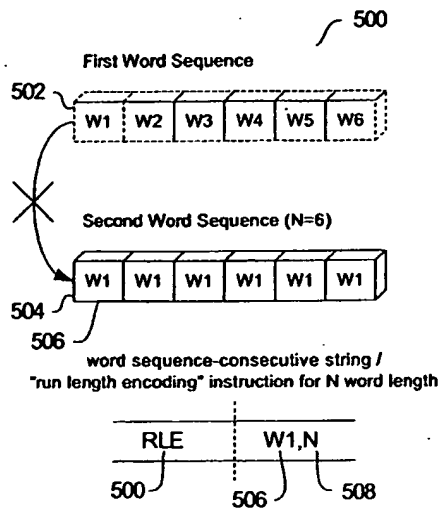 500
First Word Sequence
502
W1 W2 W3 W4 W5 W6
Second Word Sequence (N=6)
W1 W1 W1 W1 W1 W1
504
506
word sequence-consecutive string /
"run length encoding" instruction for N word length
RLE W1,N
500 506 508